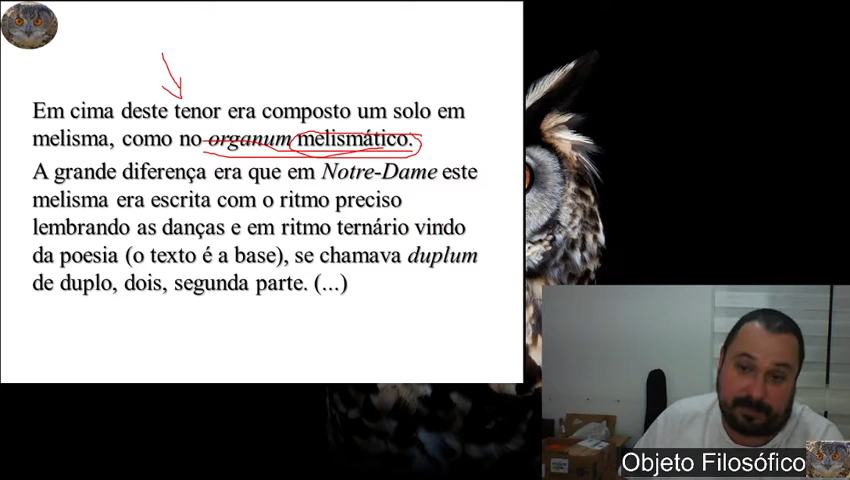 Em cima deste tenor era composto um solo em
melisma, como no organum melismático.
A grande diferença era que em Notre-Dame este
melisma era escrita com o ritmo preciso
lembrando as danças e em ritmo ternário vindo
da poesia (o texto é a base), se chamava duplum
de duplo, dois, segunda parte. (...)
Objeto Filosófico